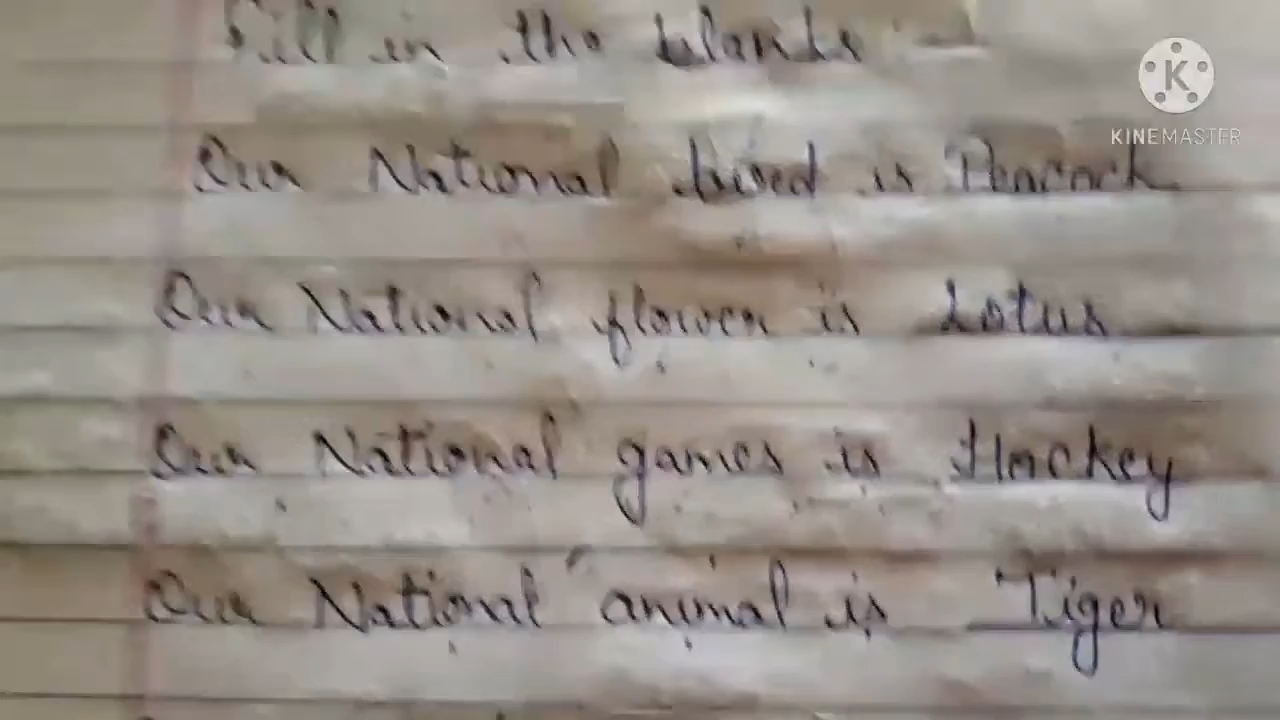 Fill in the blanks
KINEMASTER
Our National bired is Peacock
Our National flower is Lotus
Our National games is Hockey
Our National animal is Tiger